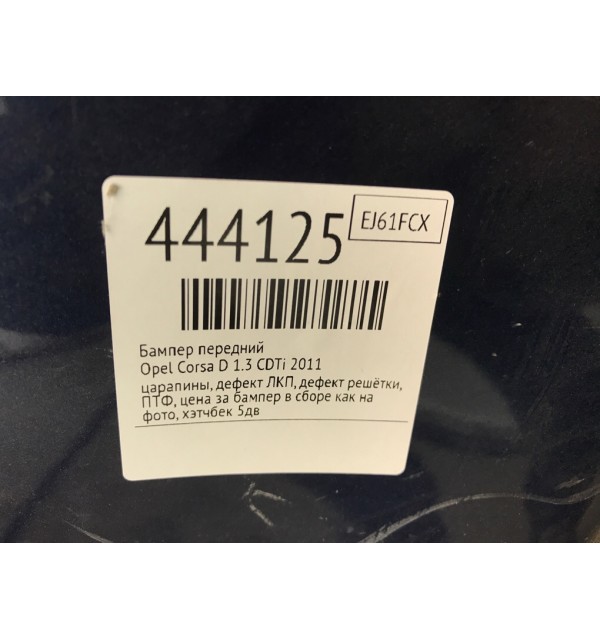 444125
EJ61FCX
Бампер передний
Opel Corsa D 1.3 CDTi 2011
царапины, дефект ЛКП, дефект решётки,
ПТФ, цена за бампер в сборе как на
фото, хэтчбек 5дв